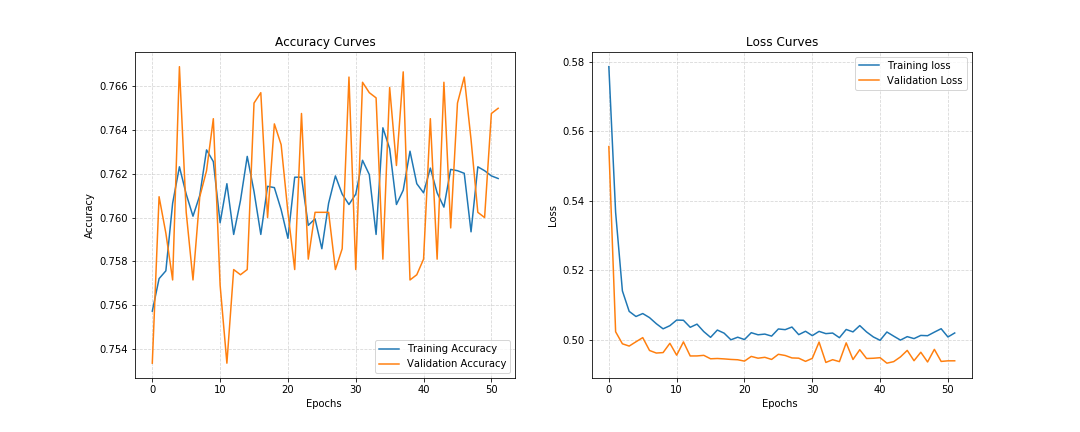 Accuracy Curves
Accuracy
0.766
0.764
0.762
0.760
0.758
0.756
0.754
Training Accuracy
Validation Accuracy
0 10 20 30 40 50
Epochs
Loss Curves
Loss
0.58
0.56
0.54
0.52
0.50
Training loss
Validation Loss
0 10 20 30 40 50
Epochs